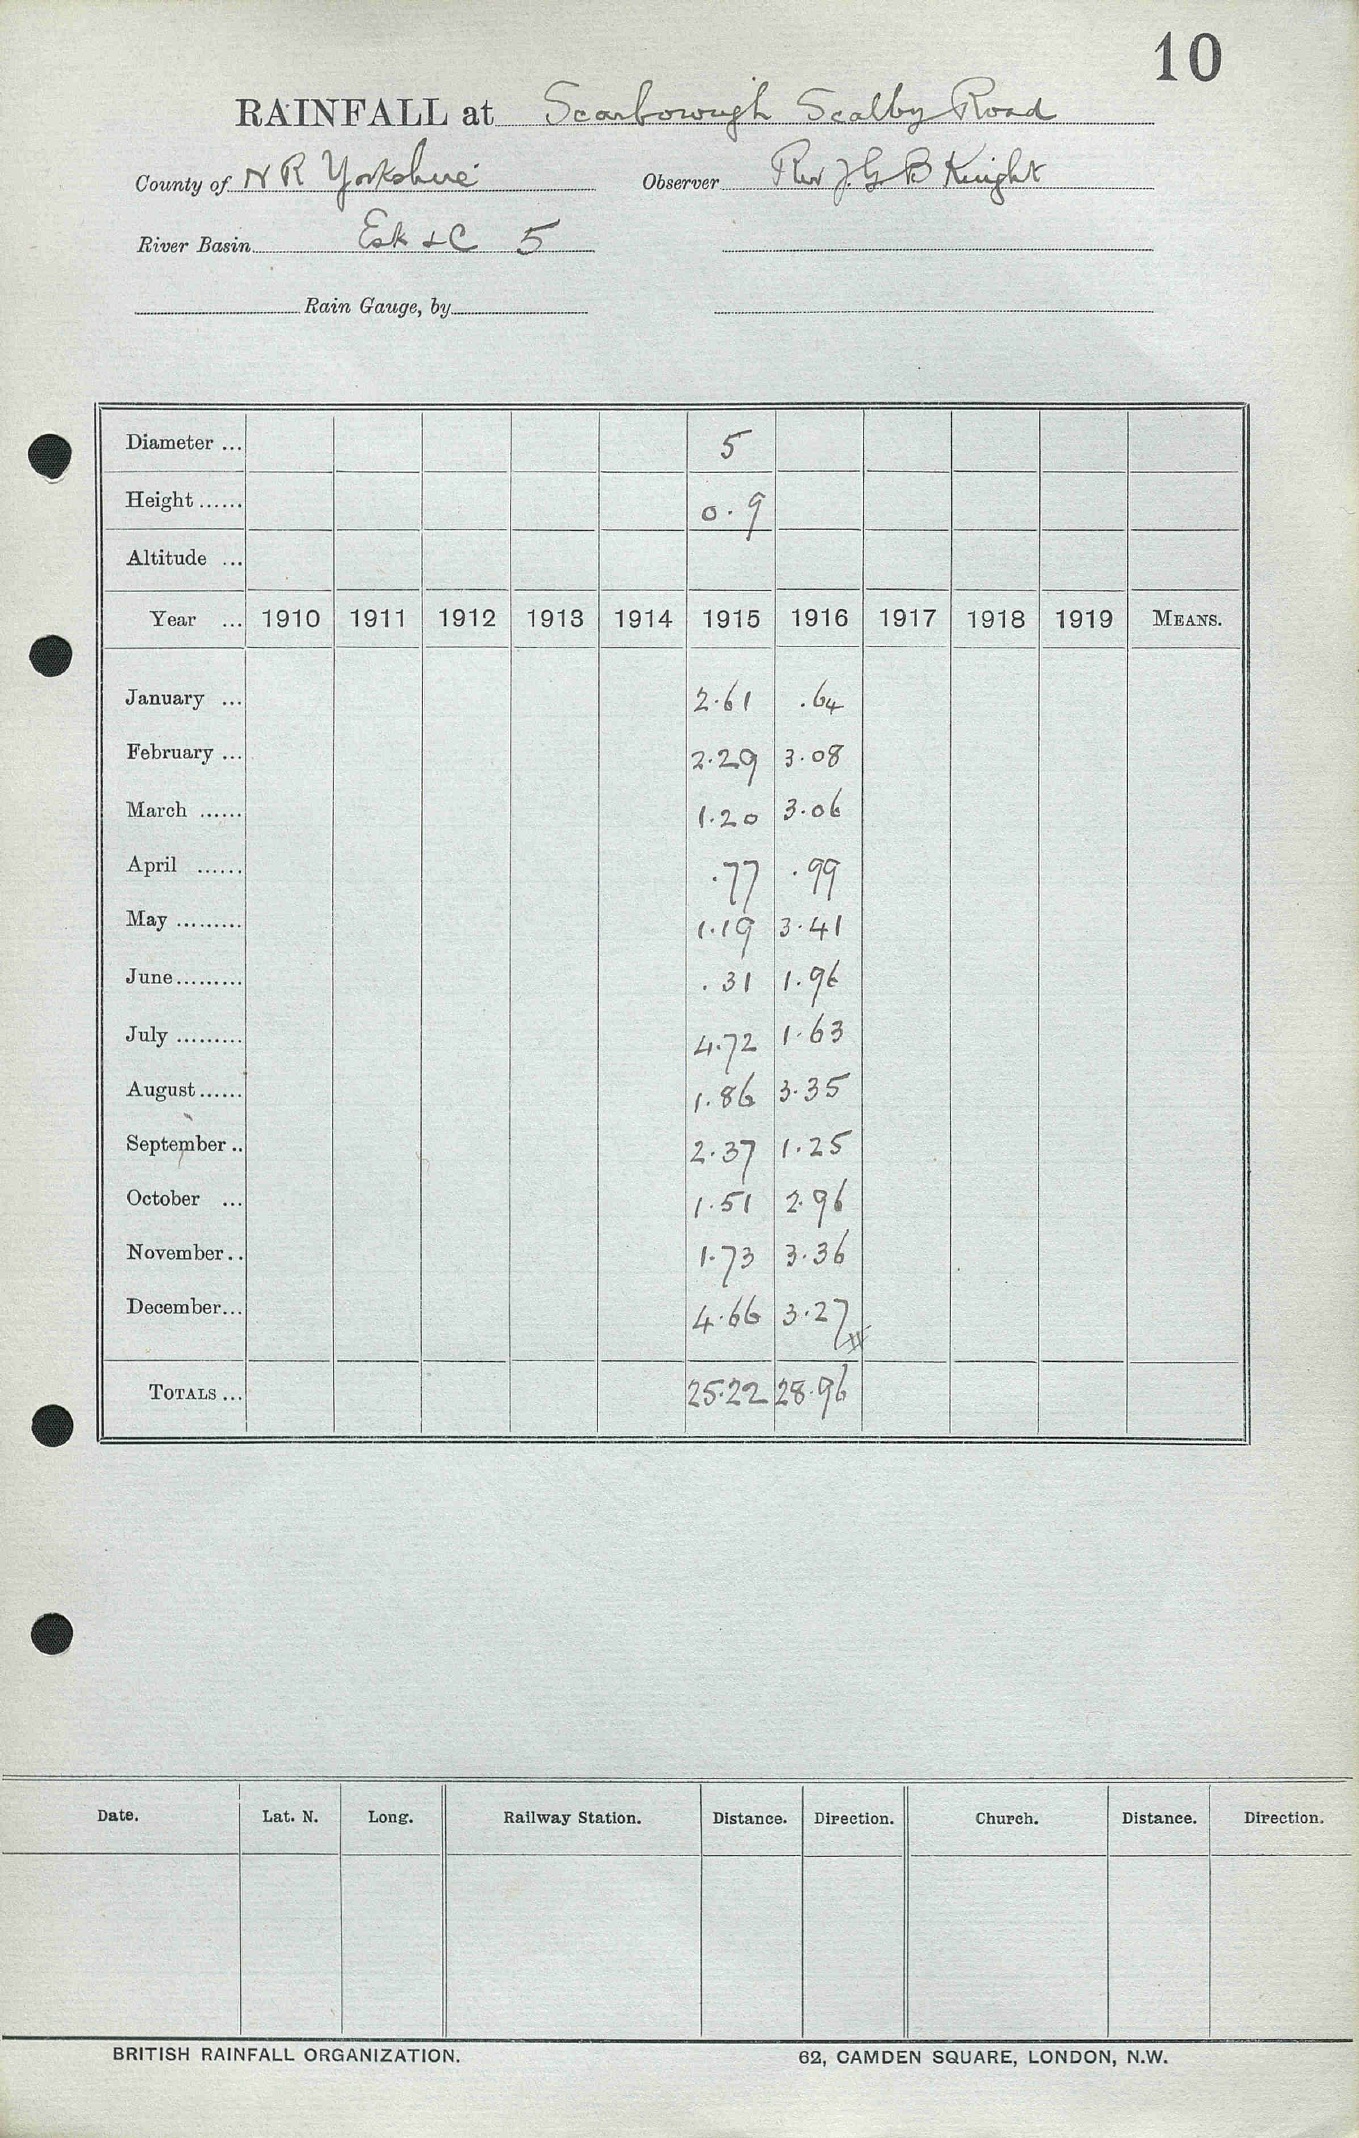 10
RAINFALL at Scarborough Scalby Road
County of N R Yorkshire Observer Rev J. G. B Knight
River Basin Esk & C 5
Rain Gauge, by
Diameter ... 5
Height ...... 0.9
Altitude ...
Year ... 1910 1911 1912 1913 1914 1915 1916 1917 1918 1919 MEANS.
January ... 2.61 .64
February ... 2.29 3.08
March ...... 1.20 3.06
April ...... .77 .99
May ......... 1.19 3.41
June......... .31 1.96
July ......... 4.72 1.63
August...... 1.86 3.35
September .. 2.37 1.25
October ... 1.51 2.96
November.. 1.73 3.36
December... 4.66 3.27
TOTALS ... 25.22 28.96
Date. Lat. N. Long. Railway Station. Distance. Direction. Church. Distance. Direction.
BRITISH RAINFALL ORGANIZATION. 62, CAMDEN SQUARE, LONDON, N.W.